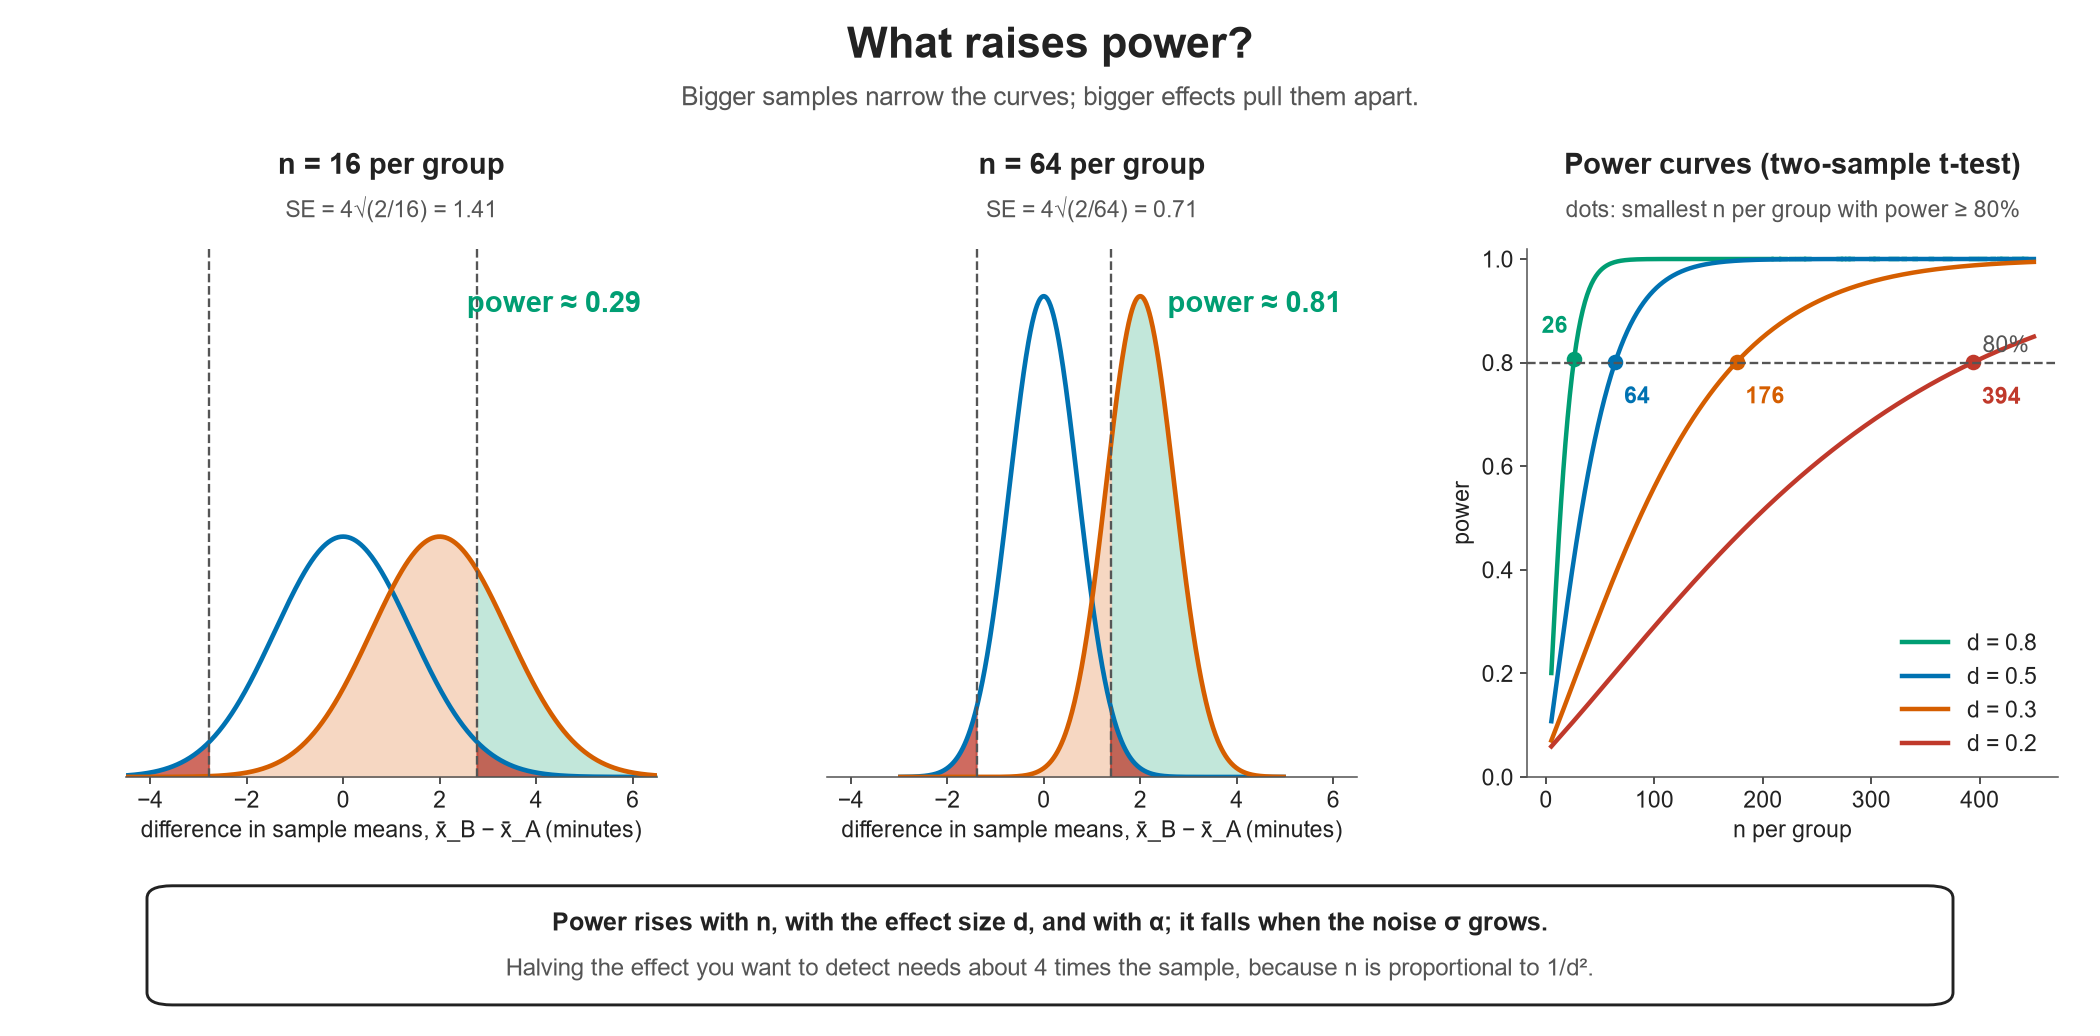 What raises power?
Bigger samples narrow the curves; bigger effects pull them apart.
n = 16 per group
SE = 4√(2/16) = 1.41
power ≈ 0.29
−4 −2 0 2 4 6
difference in sample means, x̄_B − x̄_A (minutes)
n = 64 per group
SE = 4√(2/64) = 0.71
power ≈ 0.81
−4 −2 0 2 4 6
difference in sample means, x̄_B − x̄_A (minutes)
Power curves (two-sample t-test)
dots: smallest n per group with power ≥ 80%
1.0
0.8
0.6
0.4
0.2
0.0
power
26
80%
64
176
394
d = 0.8
d = 0.5
d = 0.3
d = 0.2
0 100 200 300 400
n per group
Power rises with n, with the effect size d, and with α; it falls when the noise σ grows.
Halving the effect you want to detect needs about 4 times the sample, because n is proportional to 1/d².